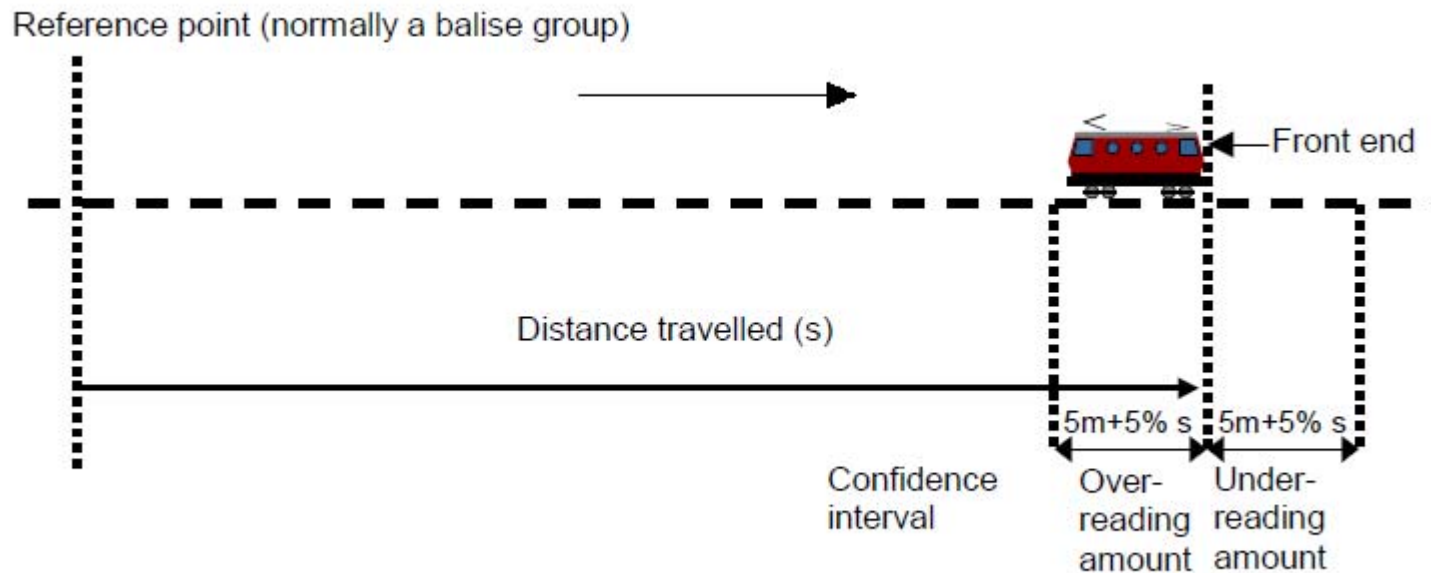 Reference point (normally a balise group)
Front end
Distance travelled (s)
5m+5% s 5m+5% s
Confidence
interval
Over-
reading
amount
Under-
reading
amount